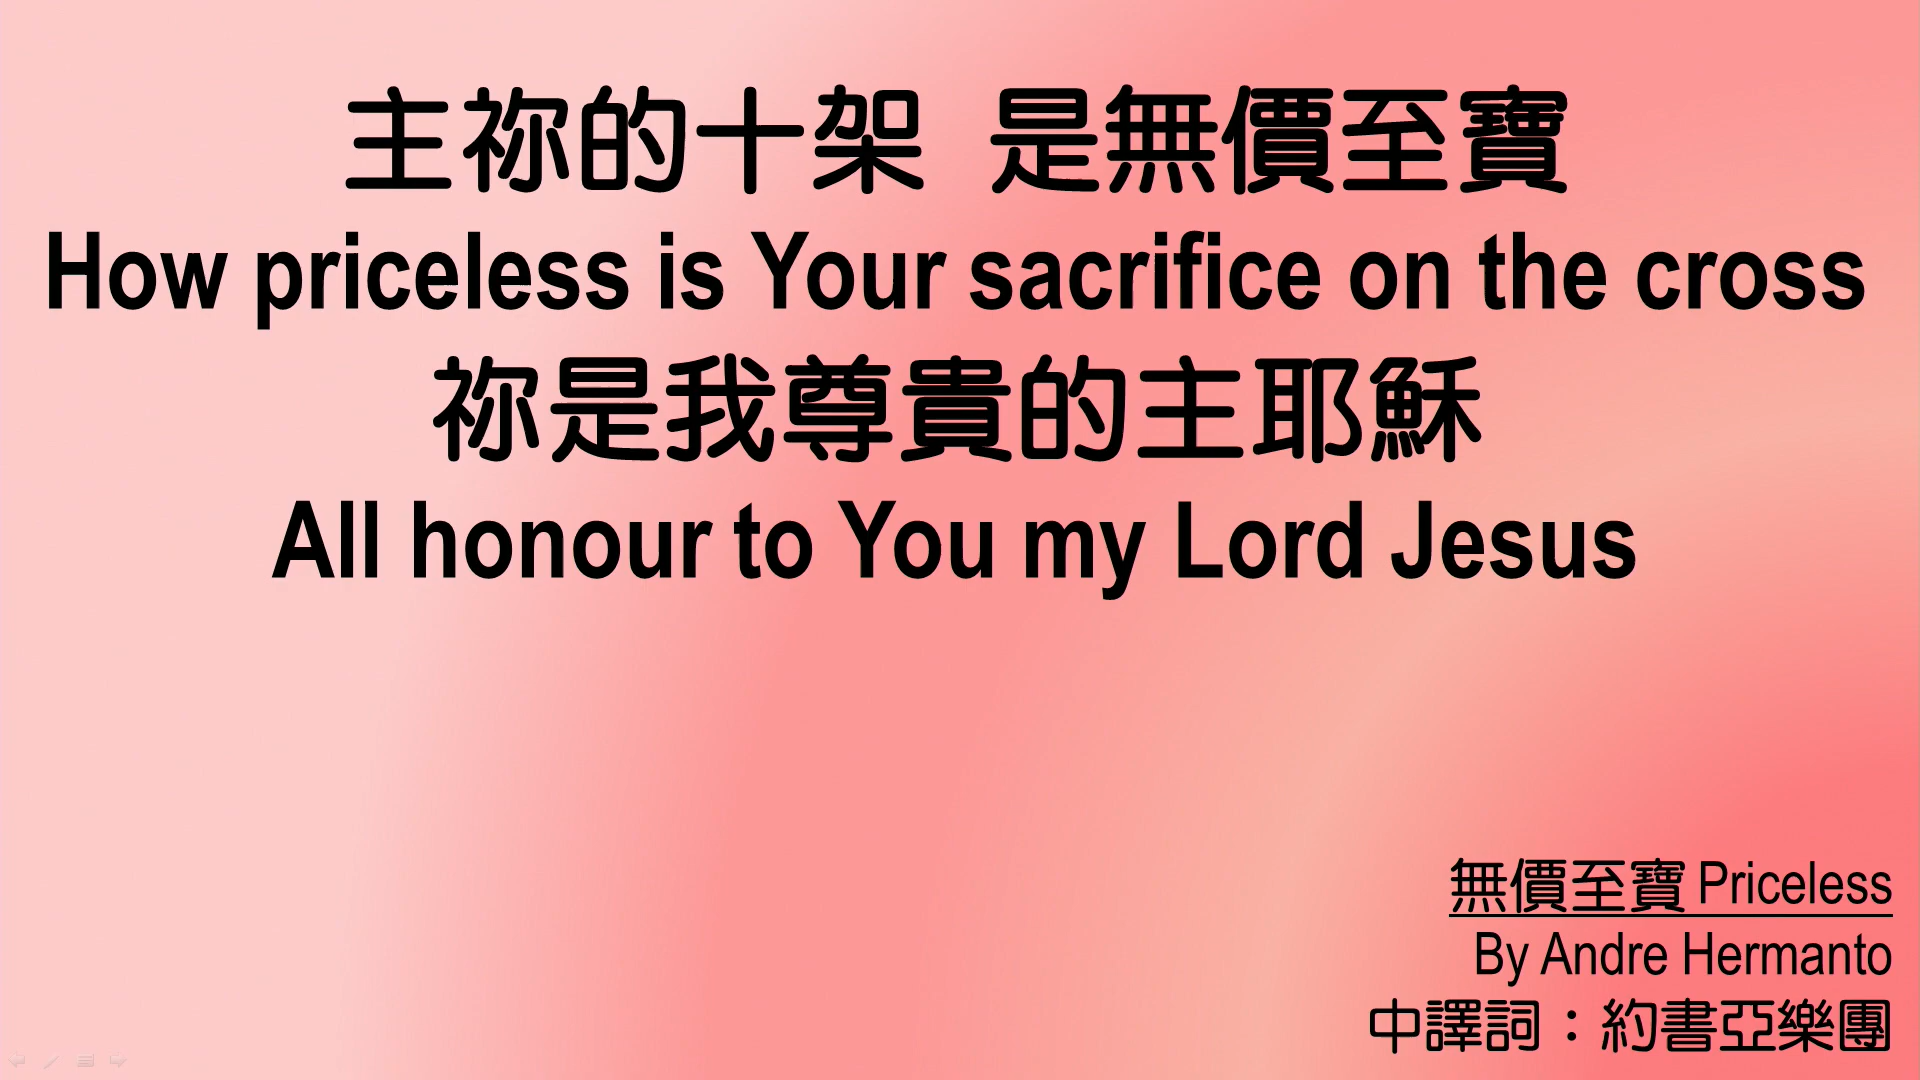 主祢的十架 是無價至寶
How priceless is Your sacrifice on the cross
祢是我尊貴的主耶穌
All honour to You my Lord Jesus
無價至寶 Priceless
By Andre Hermanto
中譯詞：約書亞樂團